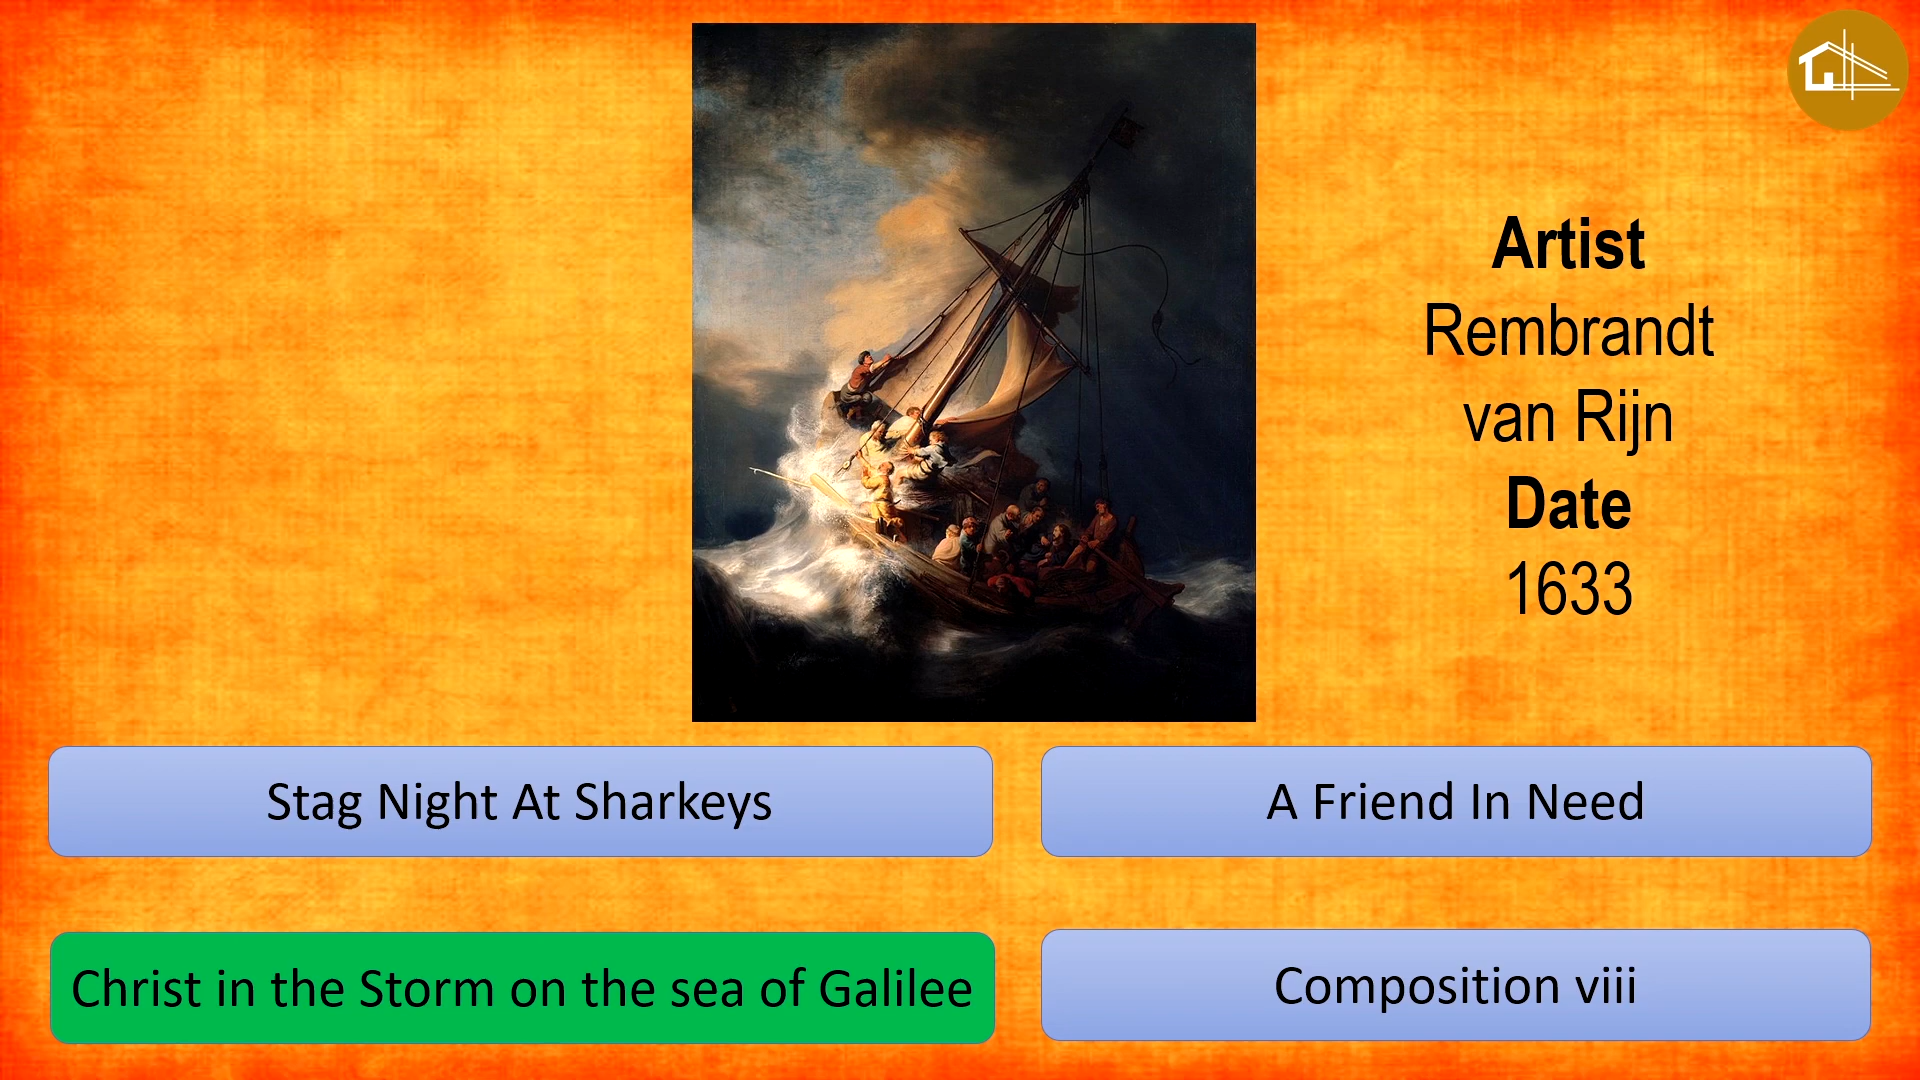 Artist
Rembrandt
van Rijn
Date
1633
Stag Night At Sharkeys
A Friend In Need
Christ in the Storm on the sea of Galilee
Composition viii